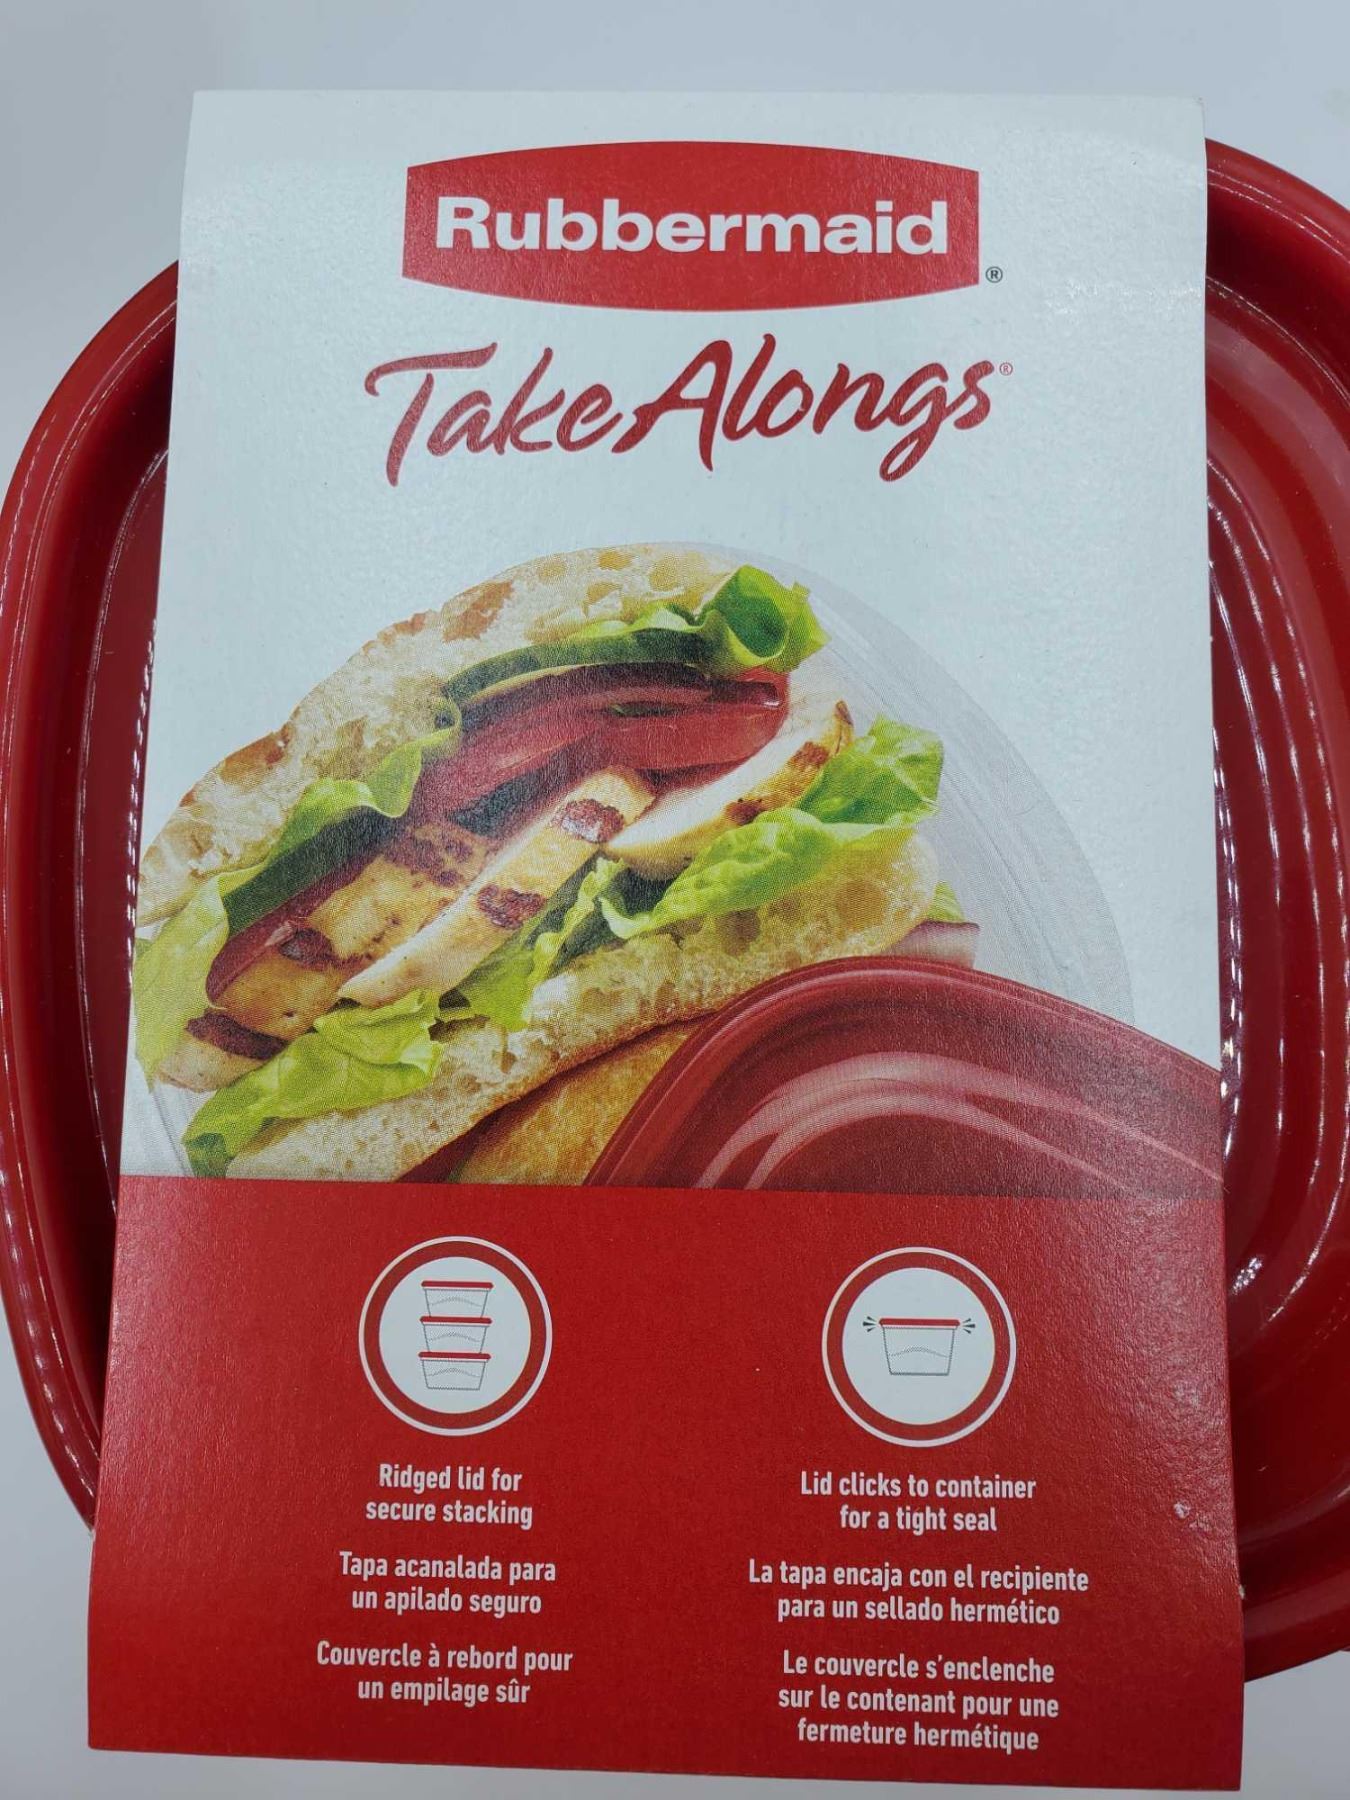 Rubbermaid®
TakeAlongs®
Ridged lid for
secure stacking
Tapa acanalada para
un apilado seguro
Couvercle à rebord pour
un empilage sûr
Lid clicks to container
for a tight seal
La tapa encaja con el recipiente
para un sellado hermético
Le couvercle s'enclenche
sur le contenant pour une
fermeture hermétique